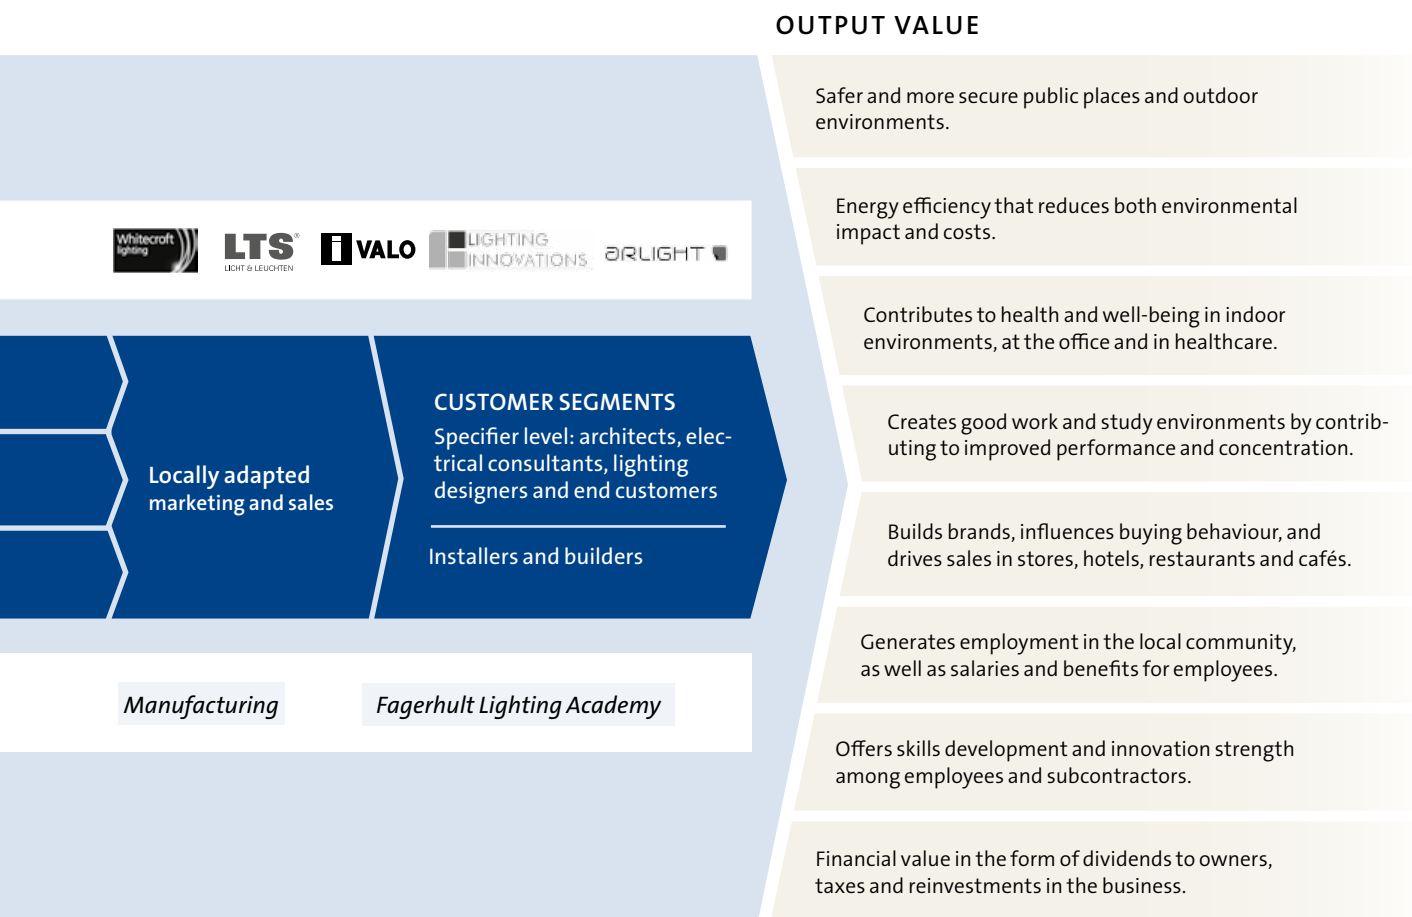 OUTPUT VALUE
Safer and more secure public places and outdoor
environments.
Energy efficiency that reduces both environmental
impact and costs.
Contributes to health and well-being in indoor
environments, at the office and in healthcare.
Creates good work and study environments by contrib-
uting to improved performance and concentration.
Builds brands, influences buying behaviour, and
drives sales in stores, hotels, restaurants and cafés.
Generates employment in the local community,
as well as salaries and benefits for employees.
Offers skills development and innovation strength
among employees and subcontractors.
Financial value in the form of dividends to owners,
taxes and reinvestments in the business.
Whitecroft
lighting
LTS®
LICHT & LEUCHTEN
i VALO
LIGHTING
INNOVATIONS
ARLIGHT
Locally adapted
marketing and sales
CUSTOMER SEGMENTS
Specifier level: architects, elec-
trical consultants, lighting
designers and end customers
Installers and builders
Manufacturing
Fagerhult Lighting Academy